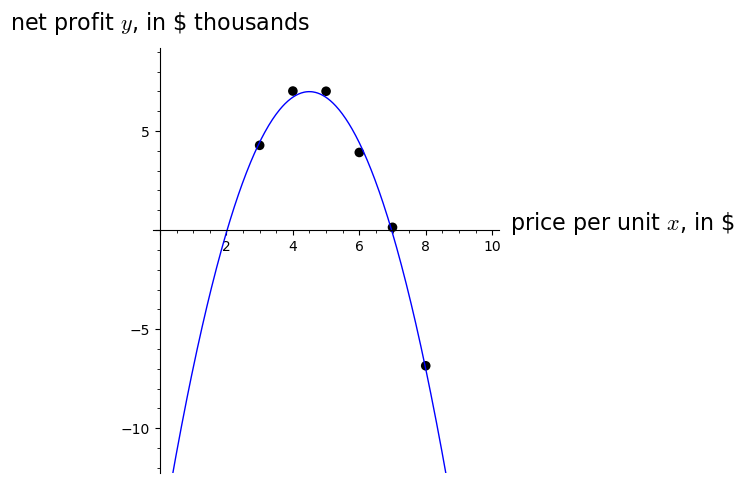 net profit y, in $ thousands
5
price per unit x, in $
2 4 6 8 10
−5
−10